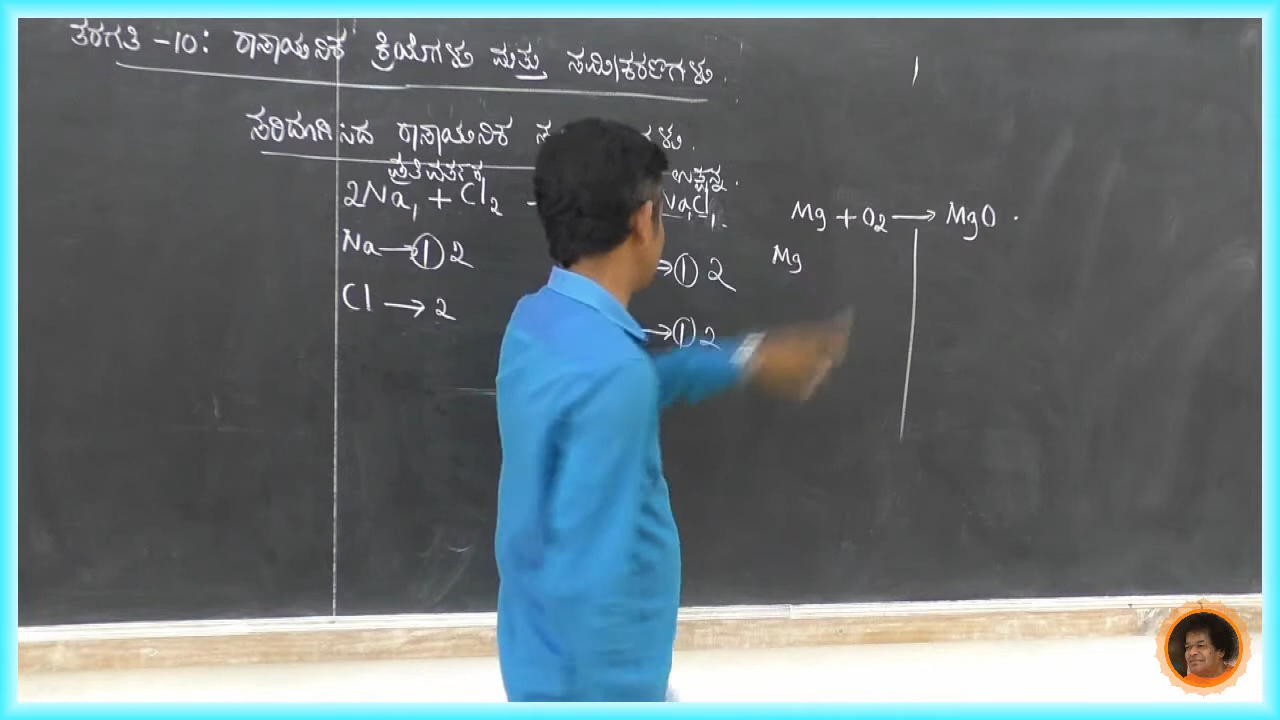 ತರಗತಿ -10: ರಾಸಾಯನಿಕ ಕ್ರಿಯೆಗಳು ಮತ್ತು ಸಮೀಕರಣಗಳು.
ಸರಿದೂಗಿಸಿದ ರಾಸಾಯನಿಕ ಸ ಗಳು.
ಪ್ರತಿವರ್ತಕ ಉತ್ಪನ್ನ.
2Na₁ + Cl₂ - NaCl₁.
Na → ① 2 → ① 2
Cl → 2 → ① 2
Mg + O₂ → MgO.
Mg